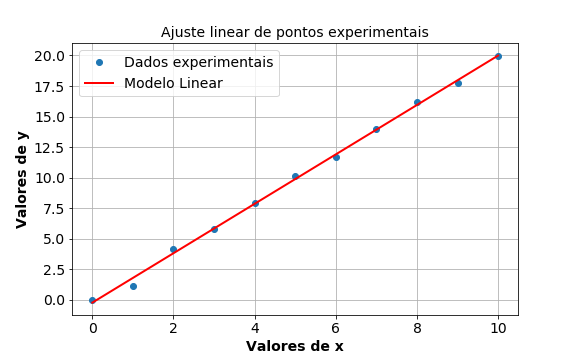 Ajuste linear de pontos experimentais
Dados experimentais
Modelo Linear
Valores de y
20.0
17.5
15.0
12.5
10.0
7.5
5.0
2.5
0.0
0 2 4 6 8 10
Valores de x